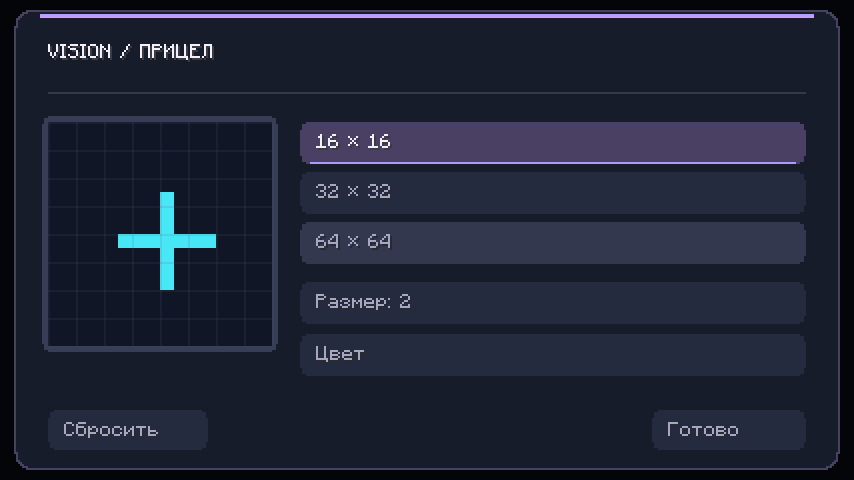 VISION / ПРИЦЕЛ
16 × 16
32 × 32
64 × 64
Размер: 2
Цвет
Сбросить
Готово